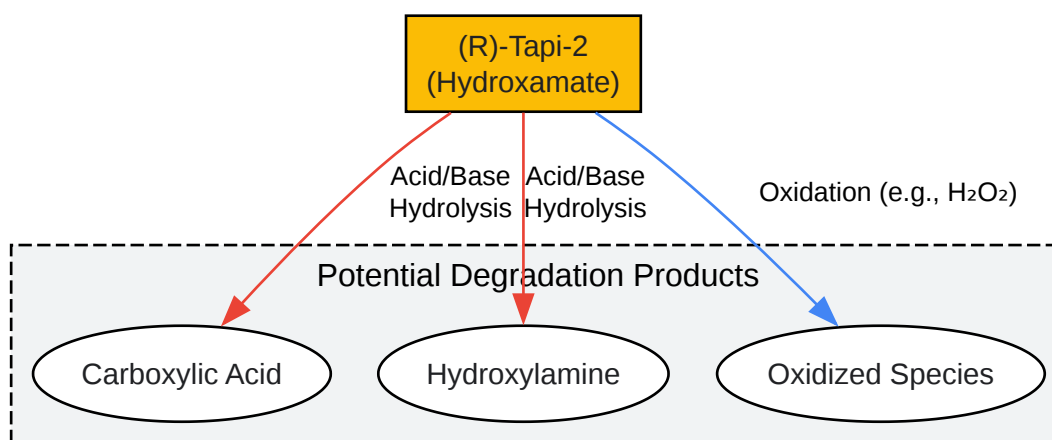 (R)-Tapi-2
(Hydroxamate)
Acid/Base
Hydrolysis
Acid/Base
Hydrolysis
Oxidation (e.g., H₂O₂)
Potential Degradation Products
Carboxylic Acid
Hydroxylamine
Oxidized Species